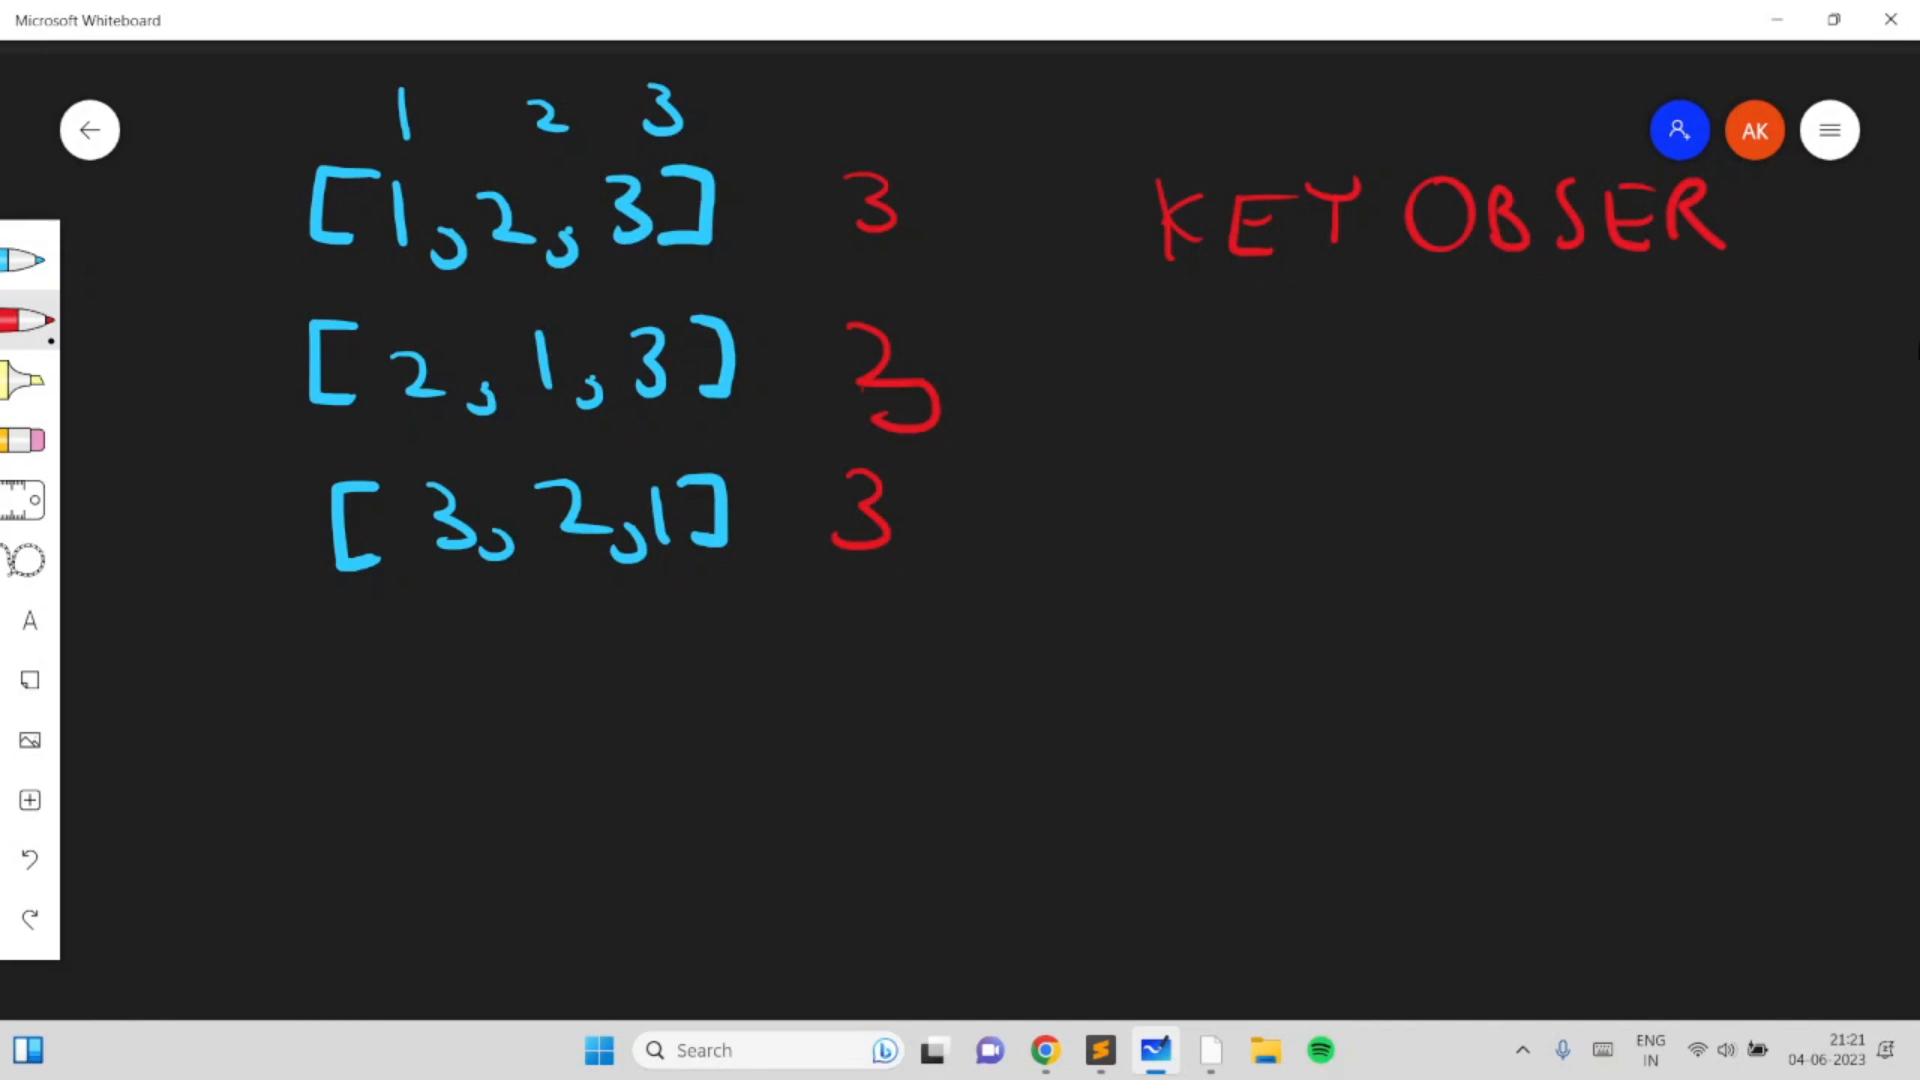 Microsoft Whiteboard
1 2 3
[1,2,3] 3
KEY OBSER
AK
[2,1,3] 2,
[3,2,1] 3
A
Search
ENG
IN
21:21
04-06-2023